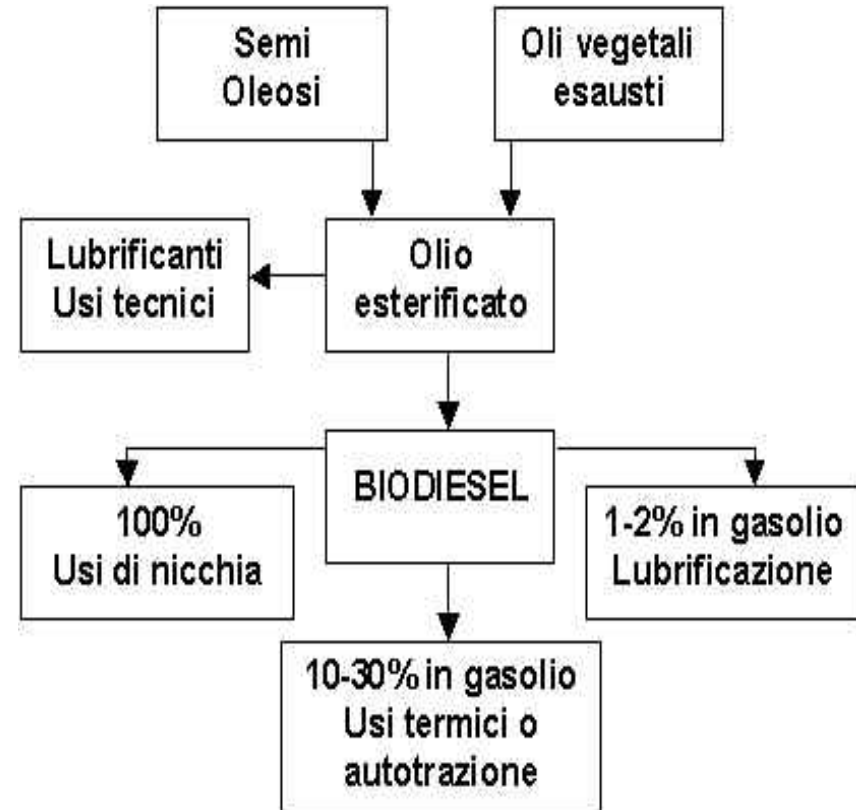 Semi
Oleosi
Oli vegetali
esausti
Lubrificanti
Usi tecnici
Olio
esterificato
BIODIESEL
100%
Usi di nicchia
1-2% in gasolio
Lubrificazione
10-30% in gasolio
Usi termici o
autotrazione